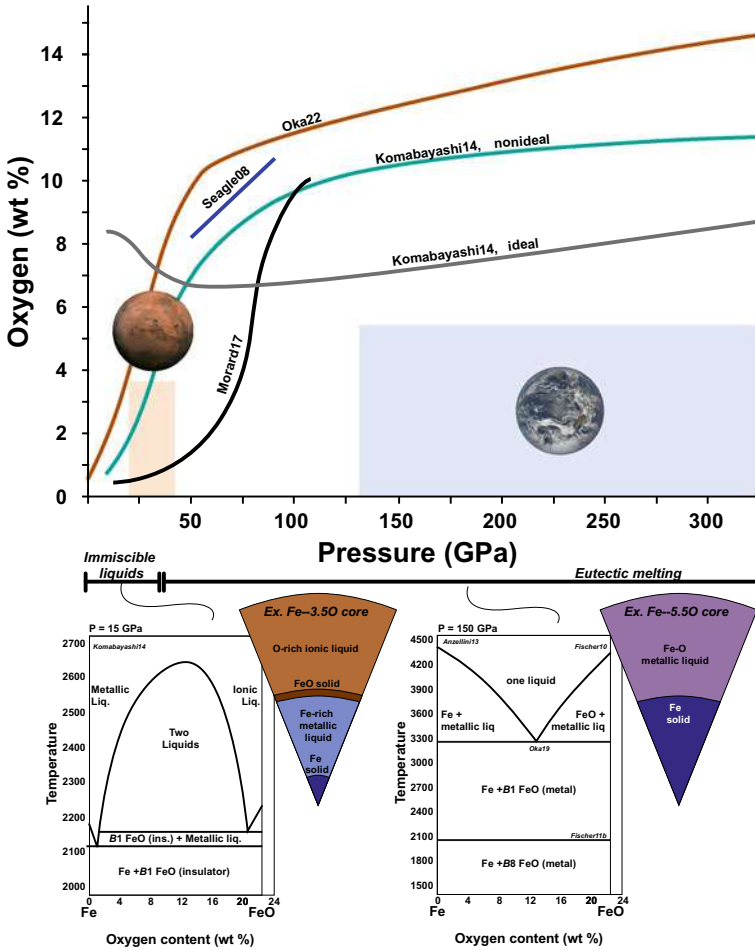 14
12
10
8
6
4
2
0
Oxygen (wt %)
Oka22
Seagle08
Komabayashi14, nonideal
Komabayashi14, ideal
Morard17
50
100
150
200
250
300
Pressure (GPa)
Immiscible
liquids
Eutectic melting
P = 15 GPa
2700
2600
2500
2400
2300
2200
2100
2000
Temperature
Komabayashi14
Metallic
Liq.
Ionic
Liq.
Two
Liquids
B1 FeO (ins.) + Metallic liq.
Fe +B1 FeO (insulator)
0 4 8 12 16 20 24
Fe
FeO
Oxygen content (wt %)
Ex. Fe--3.5O core
O-rich ionic liquid
FeO solid
Fe-rich
metallic
liquid
Fe
solid
P = 150 GPa
4500
4200
3900
3600
3300
3000
2700
2400
2100
1800
1500
Temperature
Anzellini13
Fischer10
one liquid
Fe +
metallic liq
FeO +
metallic liq
Oka19
Fe +B1 FeO (metal)
Fischer11b
Fe +B8 FeO (metal)
0 4 8 12 16 20 24
Fe
FeO
Oxygen content (wt %)
Ex. Fe--5.5O core
Fe-O
metallic liquid
Fe
solid